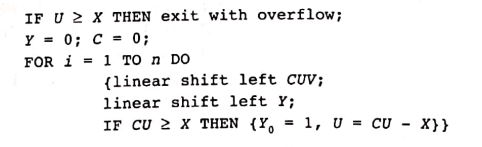 IF U ≥ X THEN exit with overflow;
Y = 0; C = 0;
FOR i = 1 TO n DO
{linear shift left CUV;
linear shift left Y;
IF CU ≥ X THEN {Y₀ = 1, U = CU - X}}